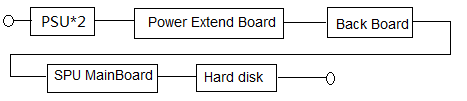 PSU*2
Power Extend Board
Back Board
SPU MainBoard
Hard disk